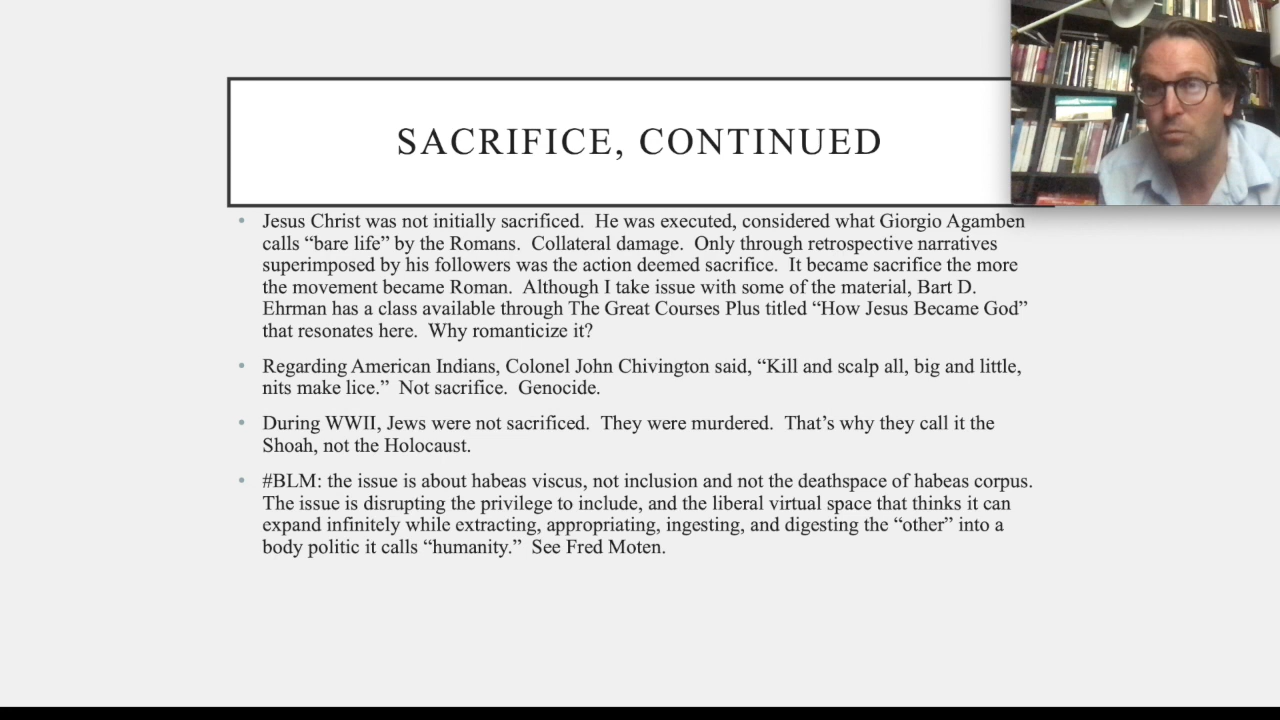 SACRIFICE, CONTINUED
• Jesus Christ was not initially sacrificed.  He was executed, considered what Giorgio Agamben
calls “bare life” by the Romans.  Collateral damage.  Only through retrospective narratives
superimposed by his followers was the action deemed sacrifice.  It became sacrifice the more
the movement became Roman.  Although I take issue with some of the material, Bart D.
Ehrman has a class available through The Great Courses Plus titled “How Jesus Became God”
that resonates here.  Why romanticize it?
• Regarding American Indians, Colonel John Chivington said, “Kill and scalp all, big and little,
nits make lice.”  Not sacrifice.  Genocide.
• During WWII, Jews were not sacrificed.  They were murdered.  That’s why they call it the
Shoah, not the Holocaust.
• #BLM: the issue is about habeas viscus, not inclusion and not the deathspace of habeas corpus.
The issue is disrupting the privilege to include, and the liberal virtual space that thinks it can
expand infinitely while extracting, appropriating, ingesting, and digesting the “other” into a
body politic it calls “humanity.”  See Fred Moten.